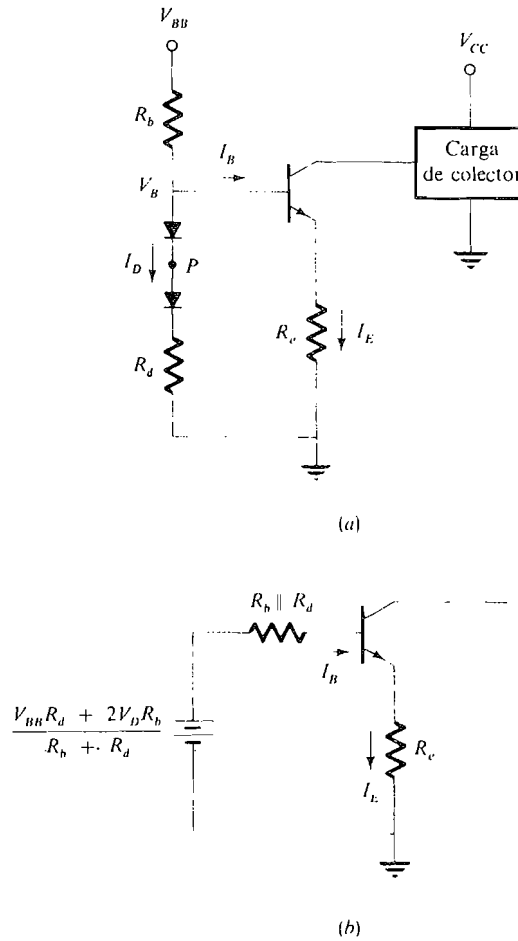 V_BB
V_CC
R_b
Carga
de colector
I_B
V_B
I_D
P
R_e
I_E
R_d
(a)
R_b || R_d
I_B
V_BB R_d + 2V_D R_b
R_b + R_d
R_e
I_E
(b)